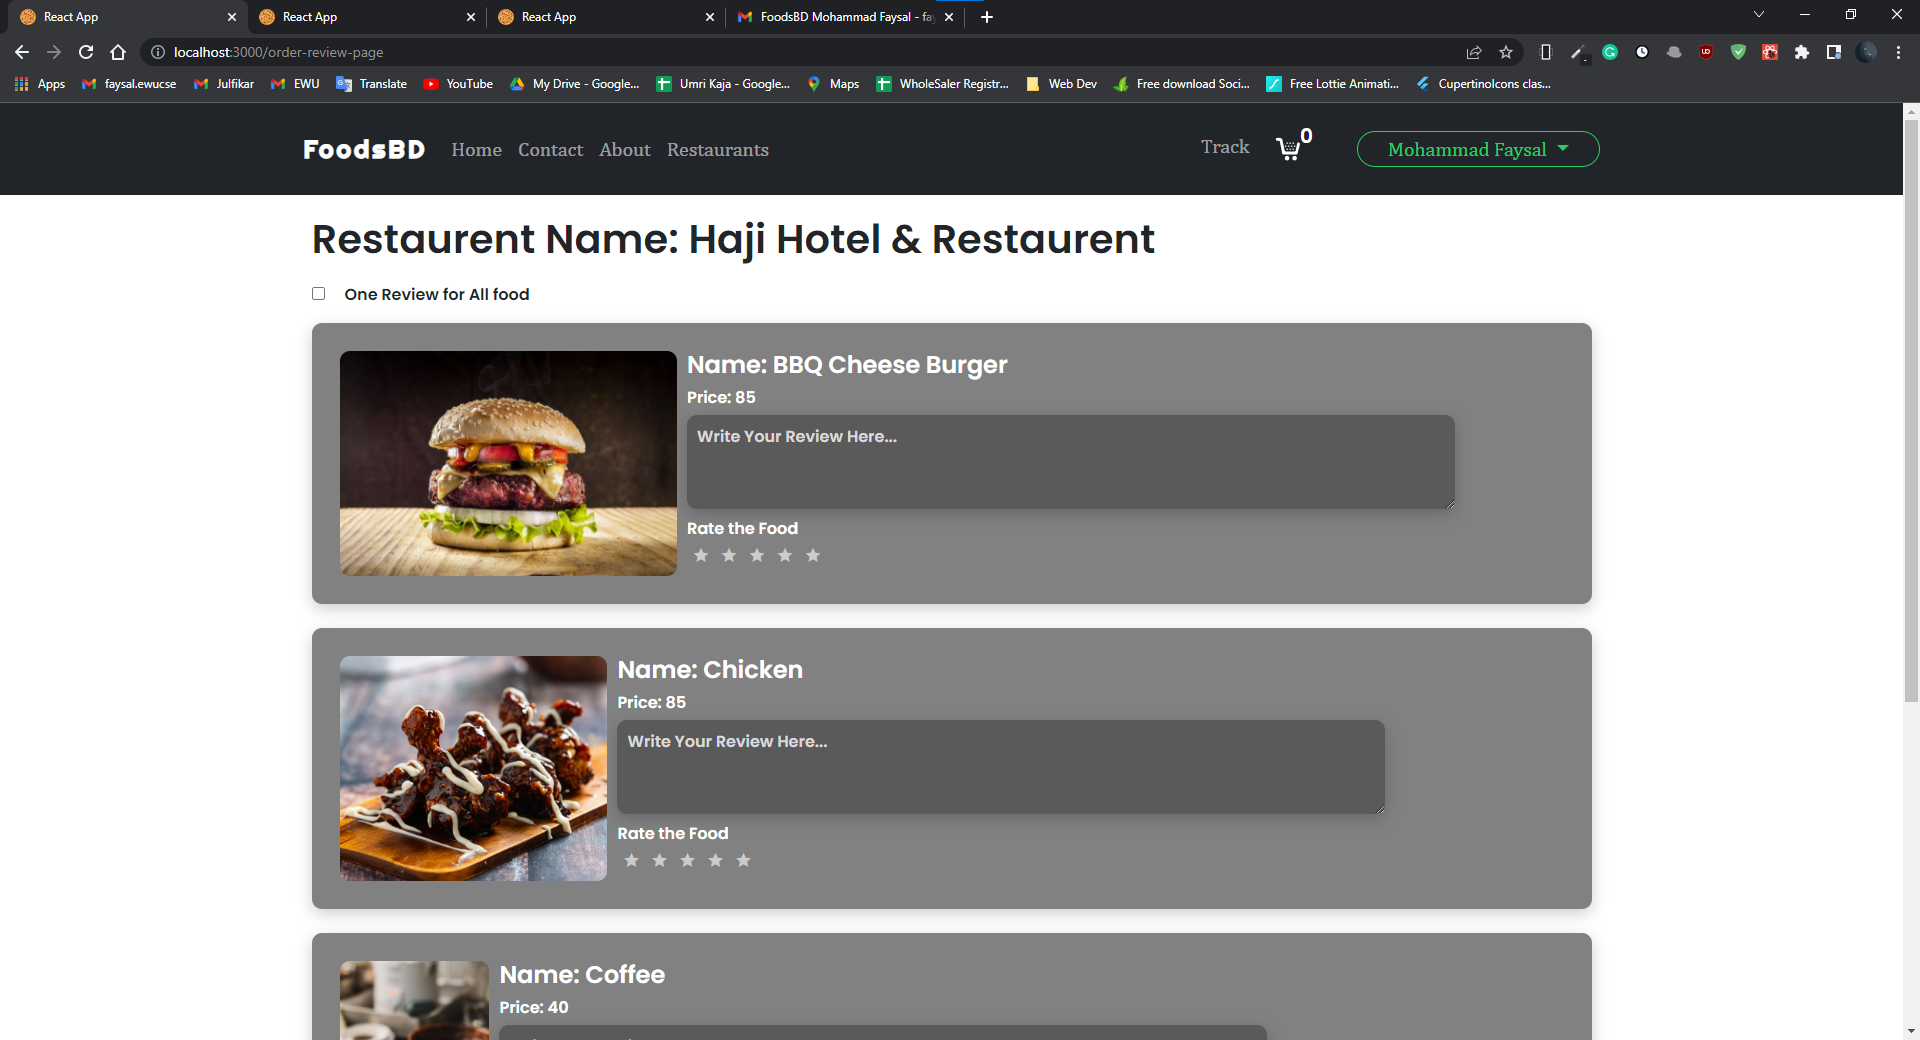 React App
React App
React App
FoodsBD Mohammad Faysal - fa
localhost:3000/order-review-page
Apps
faysal.ewucse
Julfikar
EWU
Translate
YouTube
My Drive - Google...
Umri Kaja - Google...
Maps
WholeSaler Registr...
Web Dev
Free download Soci...
Free Lottie Animati...
CupertinoIcons clas...
FoodsBD
Home
Contact
About
Restaurants
Track
0
Mohammad Faysal
Restaurent Name: Haji Hotel & Restaurent
One Review for All food
Name: BBQ Cheese Burger
Price: 85
Write Your Review Here...
Rate the Food
Name: Chicken
Price: 85
Write Your Review Here...
Rate the Food
Name: Coffee
Price: 40